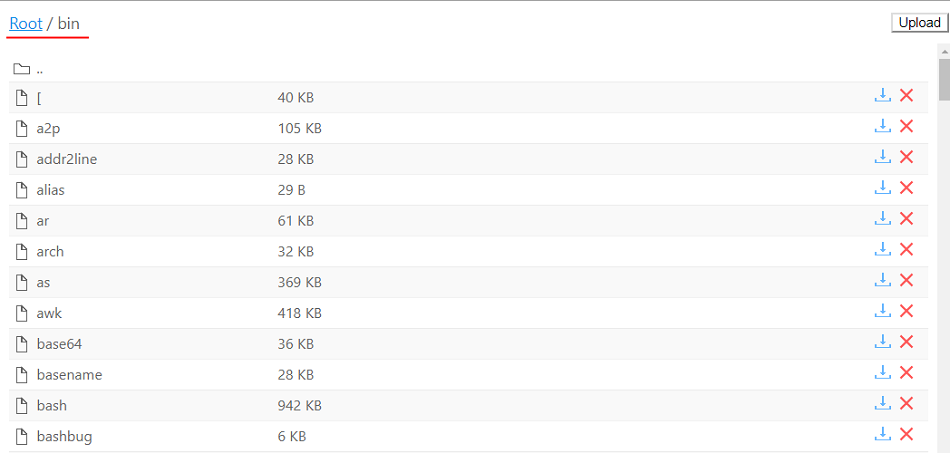 Root / bin Upload
..
[ 40 KB
a2p 105 KB
addr2line 28 KB
alias 29 B
ar 61 KB
arch 32 KB
as 369 KB
awk 418 KB
base64 36 KB
basename 28 KB
bash 942 KB
bashbug 6 KB